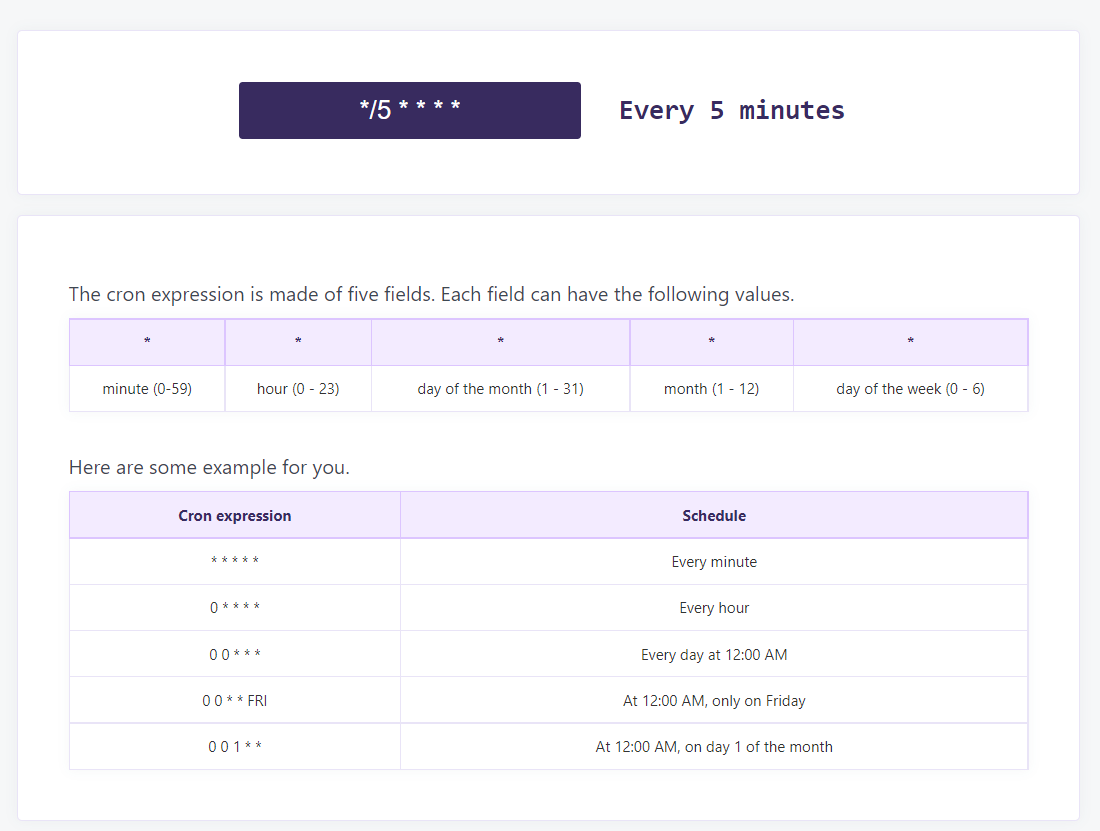 */5 * * * * Every 5 minutes
The cron expression is made of five fields. Each field can have the following values.
* * * * *
minute (0-59) hour (0 - 23) day of the month (1 - 31) month (1 - 12) day of the week (0 - 6)
Here are some example for you.
Cron expression Schedule
* * * * * Every minute
0 * * * * Every hour
0 0 * * * Every day at 12:00 AM
0 0 * * FRI At 12:00 AM, only on Friday
0 0 1 * * At 12:00 AM, on day 1 of the month